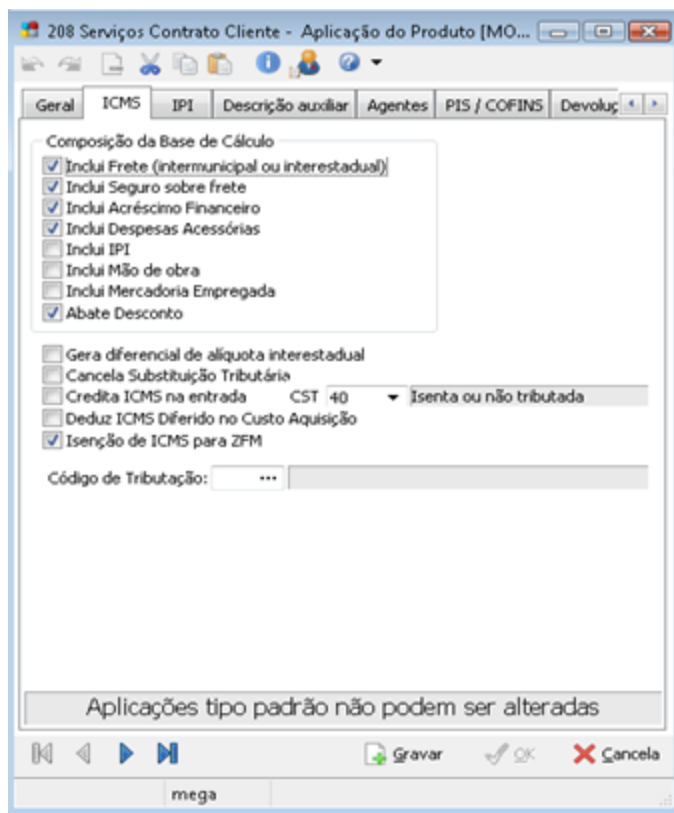 208 Serviços Contrato Cliente - Aplicação do Produto [MO...
Geral ICMS IPI Descrição auxiliar Agentes PIS / COFINS Devoluç
Composição da Base de Cálculo
Inclui Frete (intermunicipal ou interestadual)
Inclui Seguro sobre frete
Inclui Acréscimo Financeiro
Inclui Despesas Acessórias
Inclui IPI
Inclui Mão de obra
Inclui Mercadoria Empregada
Abate Desconto
Gera diferencial de alíquota interestadual
Cancela Substituição Tributária
Credita ICMS na entrada CST 40 Isenta ou não tributada
Deduz ICMS Diferido no Custo Aquisição
Isenção de ICMS para ZFM
Código de Tributação: ...
Aplicações tipo padrão não podem ser alteradas
Gravar OK Cancela
mega